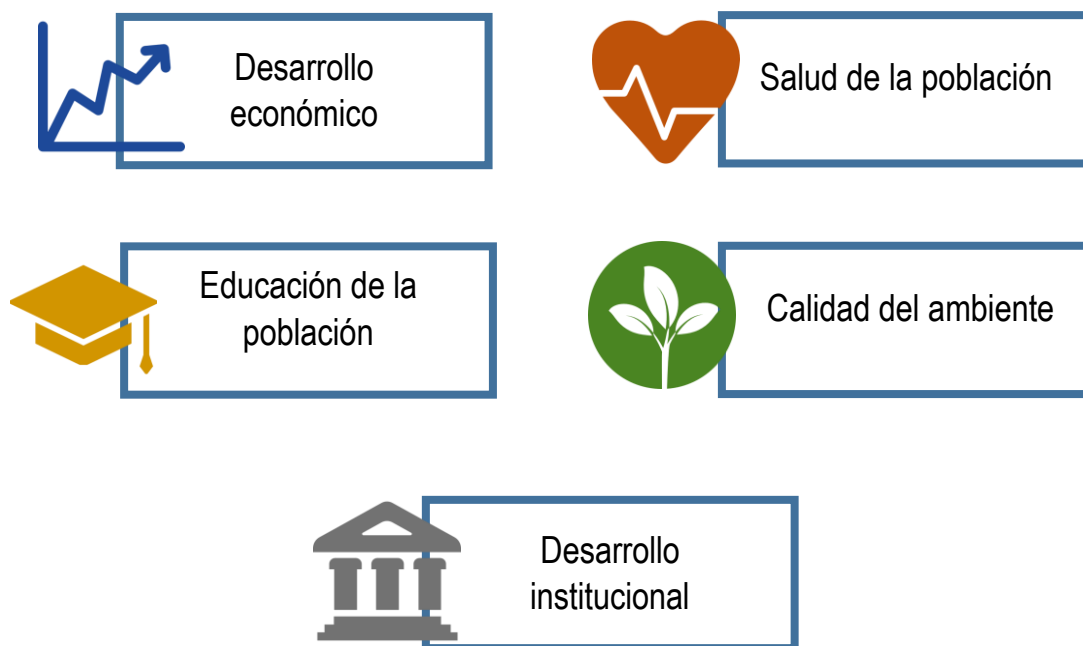 Desarrollo
económico
Salud de la población
Educación de la
población
Calidad del ambiente
Desarrollo
institucional